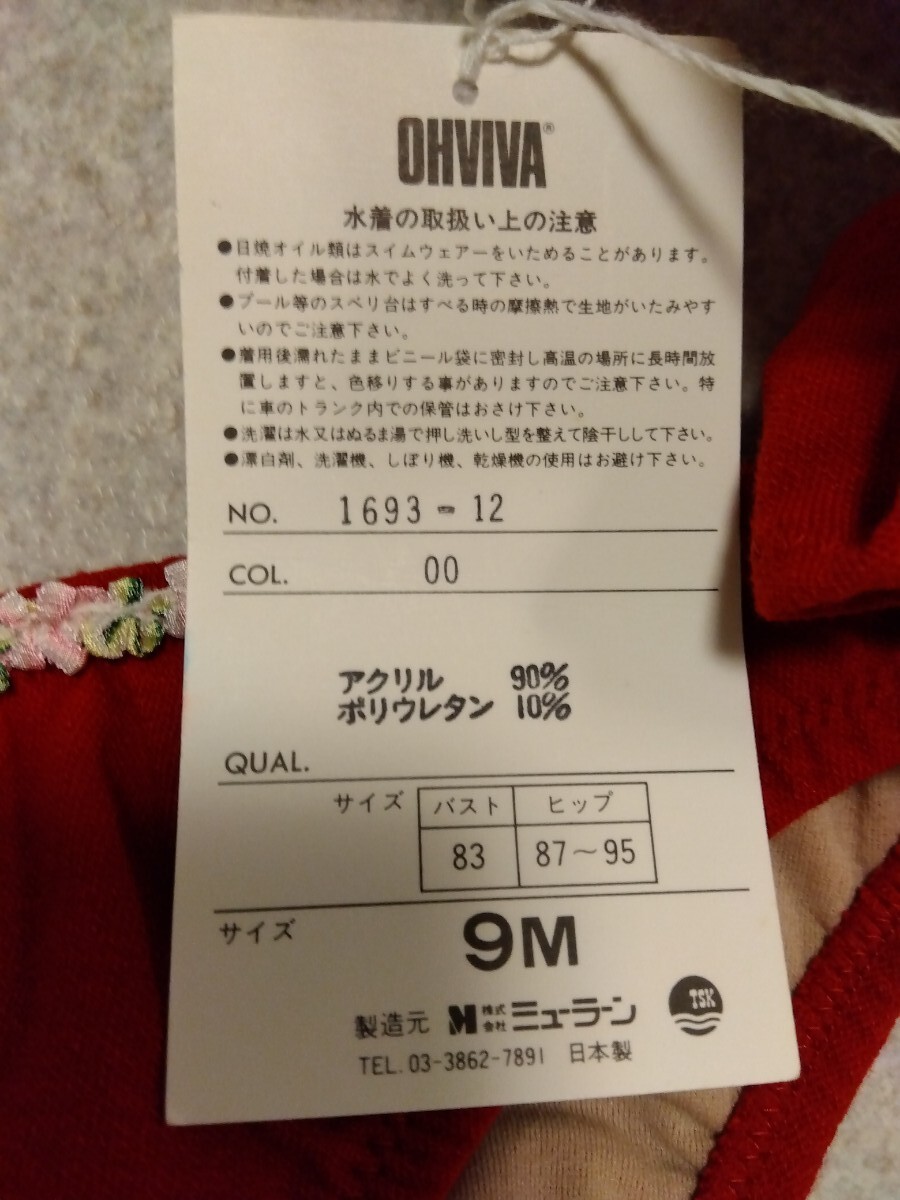 OHVIVA®
水着の取扱い上の注意
●日焼オイル類はスイムウェアーをいためることがあります。
付着した場合は水でよく洗って下さい。
●プール等のスベリ台はすべる時の摩擦熱で生地がいたみやす
いのでご注意下さい。
●着用後濡れたままビニール袋に密封し高温の場所に長時間放
置しますと、色移りする事がありますのでご注意下さい。特
に車のトランク内での保管はおさけ下さい。
●洗濯は水又はぬるま湯で押し洗いし型を整えて陰干しして下さい。
●漂白剤、洗濯機、しぼり機、乾燥機の使用はお避け下さい。
NO. 1693-12
COL. 00
アクリル 90%
ポリウレタン 10%
QUAL.
サイズ バスト ヒップ
83 87～95
サイズ 9M
製造元 M 株式会社 ミューラーン
TSK
TEL. 03-3862-7891 日本製